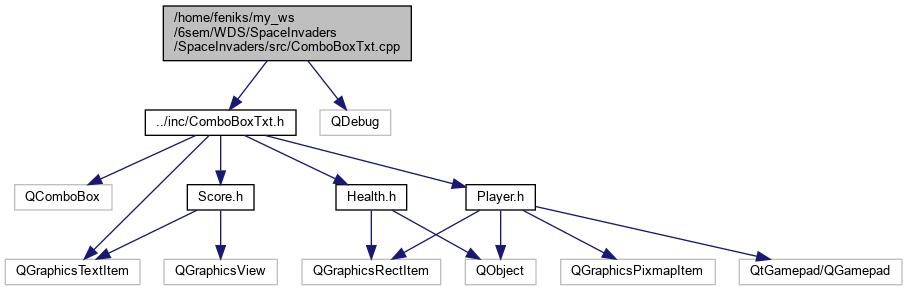 /home/feniks/my_ws
/6sem/WDS/SpaceInvaders
/SpaceInvaders/src/ComboBoxTxt.cpp
../inc/ComboBoxTxt.h
QDebug
QComboBox
Score.h
Health.h
Player.h
QGraphicsTextItem
QGraphicsView
QGraphicsRectItem
QObject
QGraphicsPixmapItem
QtGamepad/QGamepad